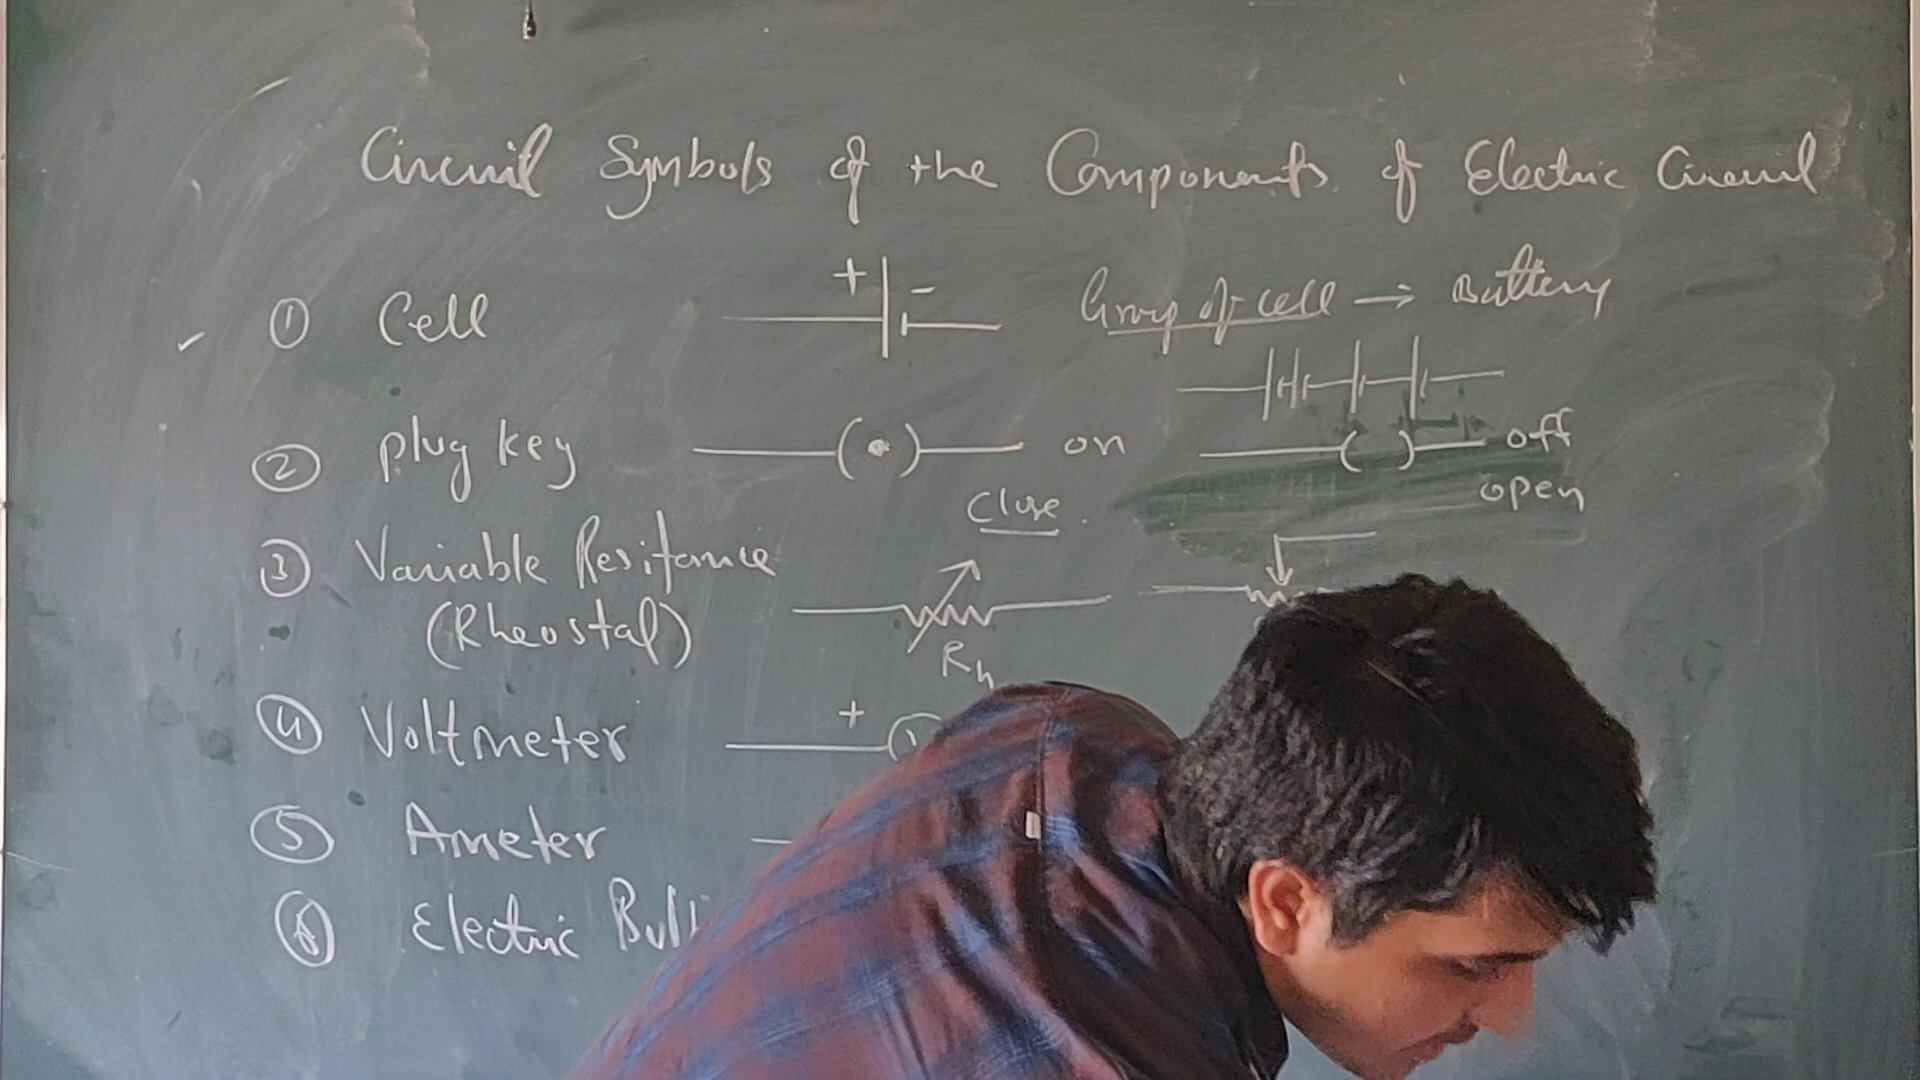 Circuit Symbols of the Components of Electric Circuit
① Cell + - Group of cell → Battery
② plug key on off
Close. open
③ Variable Resitance
(Rheostat) Rh
④ Voltmeter +
⑤ Ameter
⑥ Electric